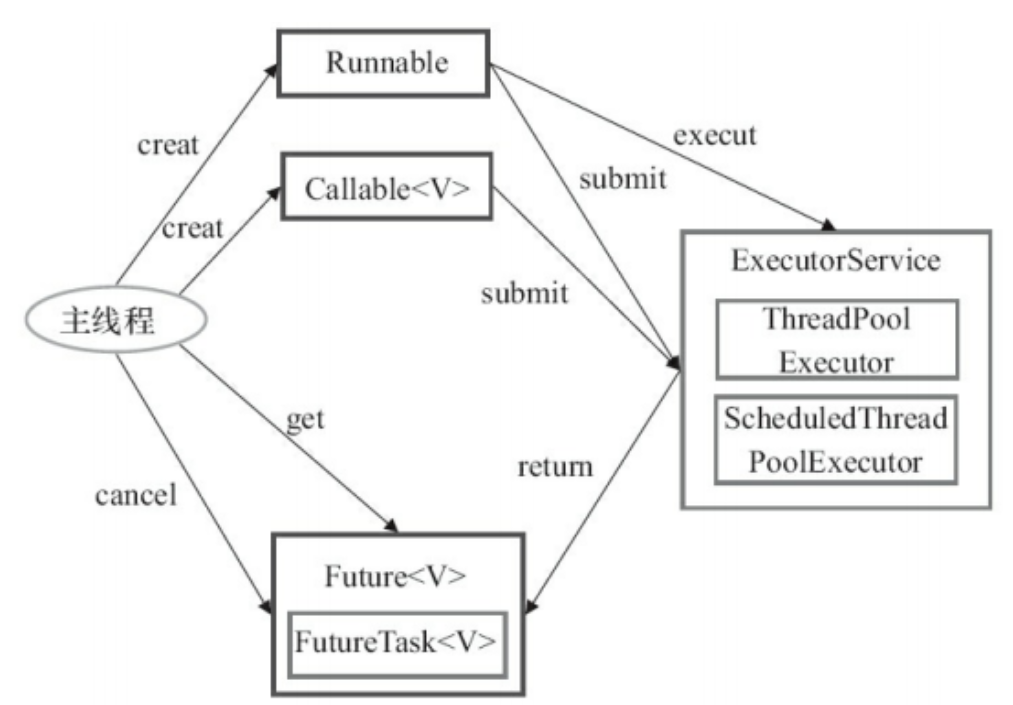 Runnable
execut
creat
submit
Callable<V>
creat
ExecutorService
submit
主线程
ThreadPool
Executor
get
ScheduledThread
PoolExecutor
return
cancel
Future<V>
FutureTask<V>